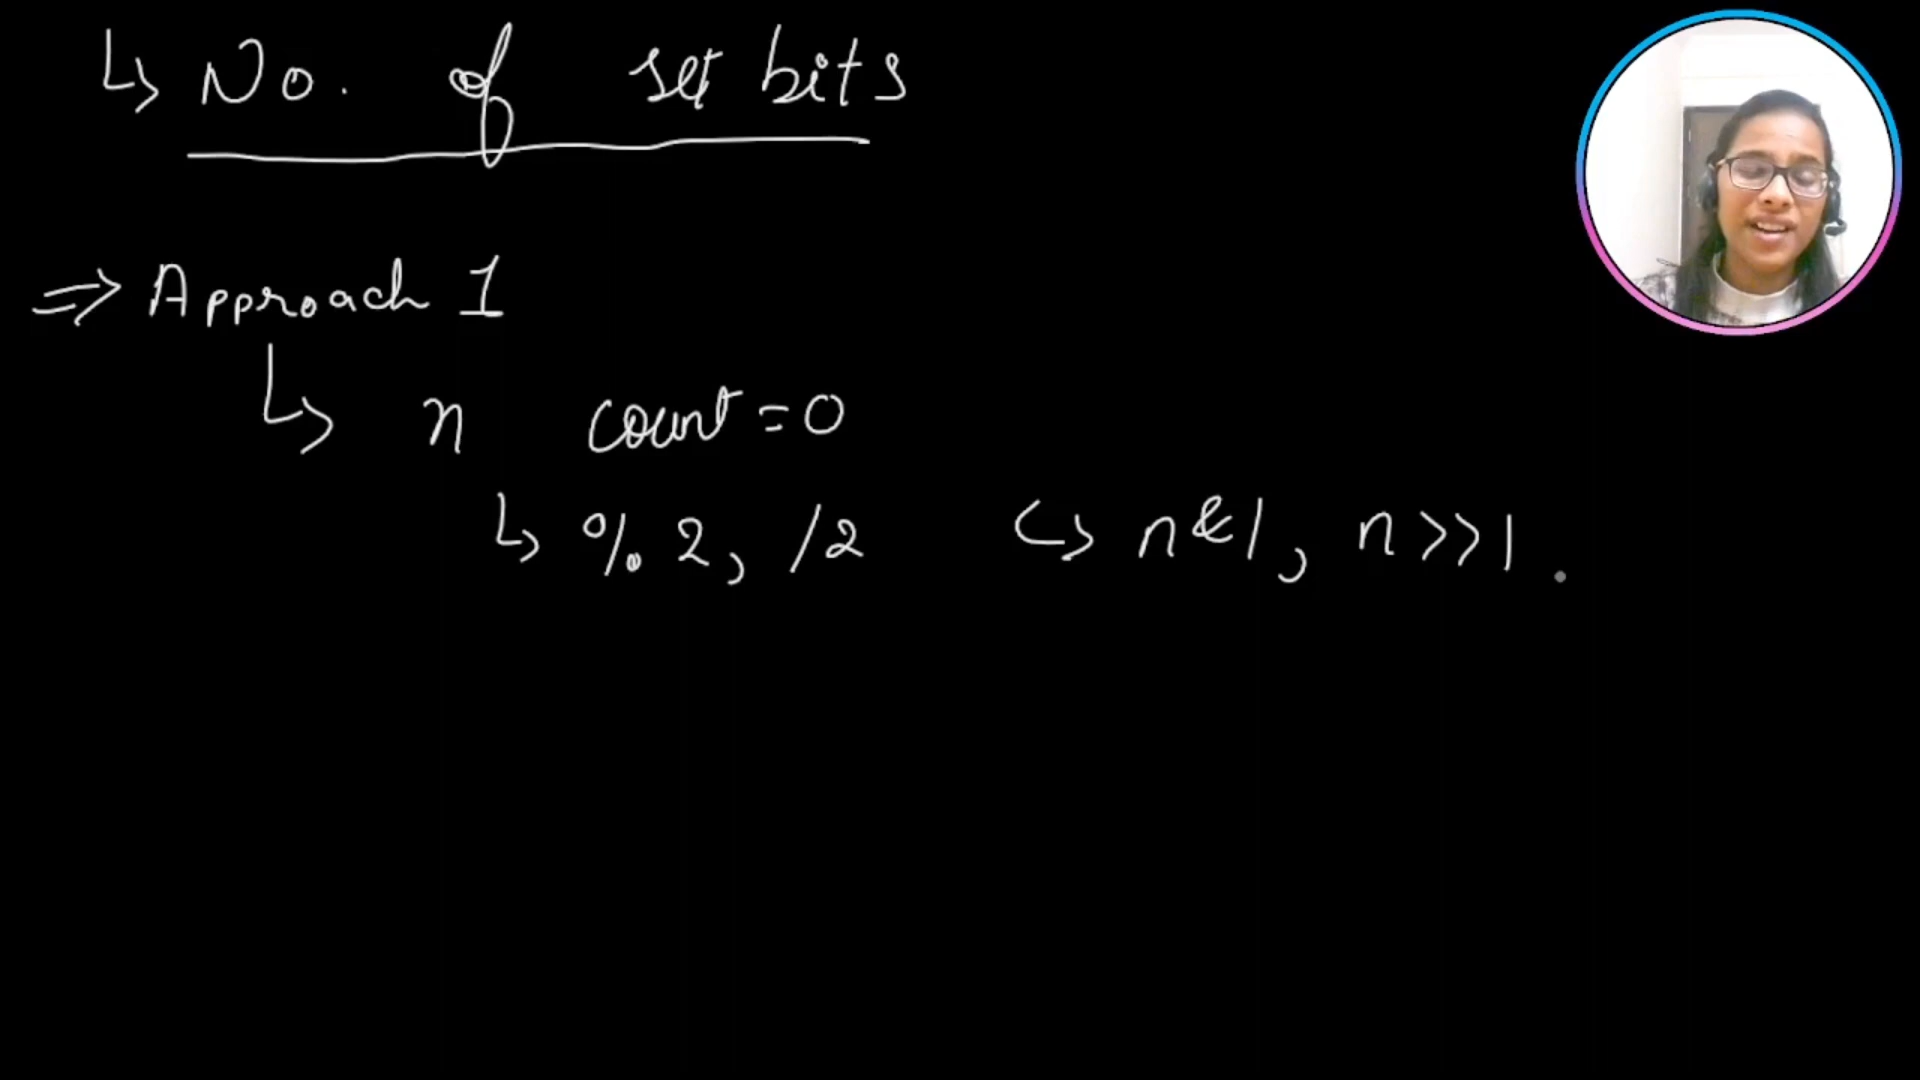 ↳ No. of set bits
⇒ Approach 1
↳ n count = 0
↳ % 2, /2 ↪ n&1, n>>1.